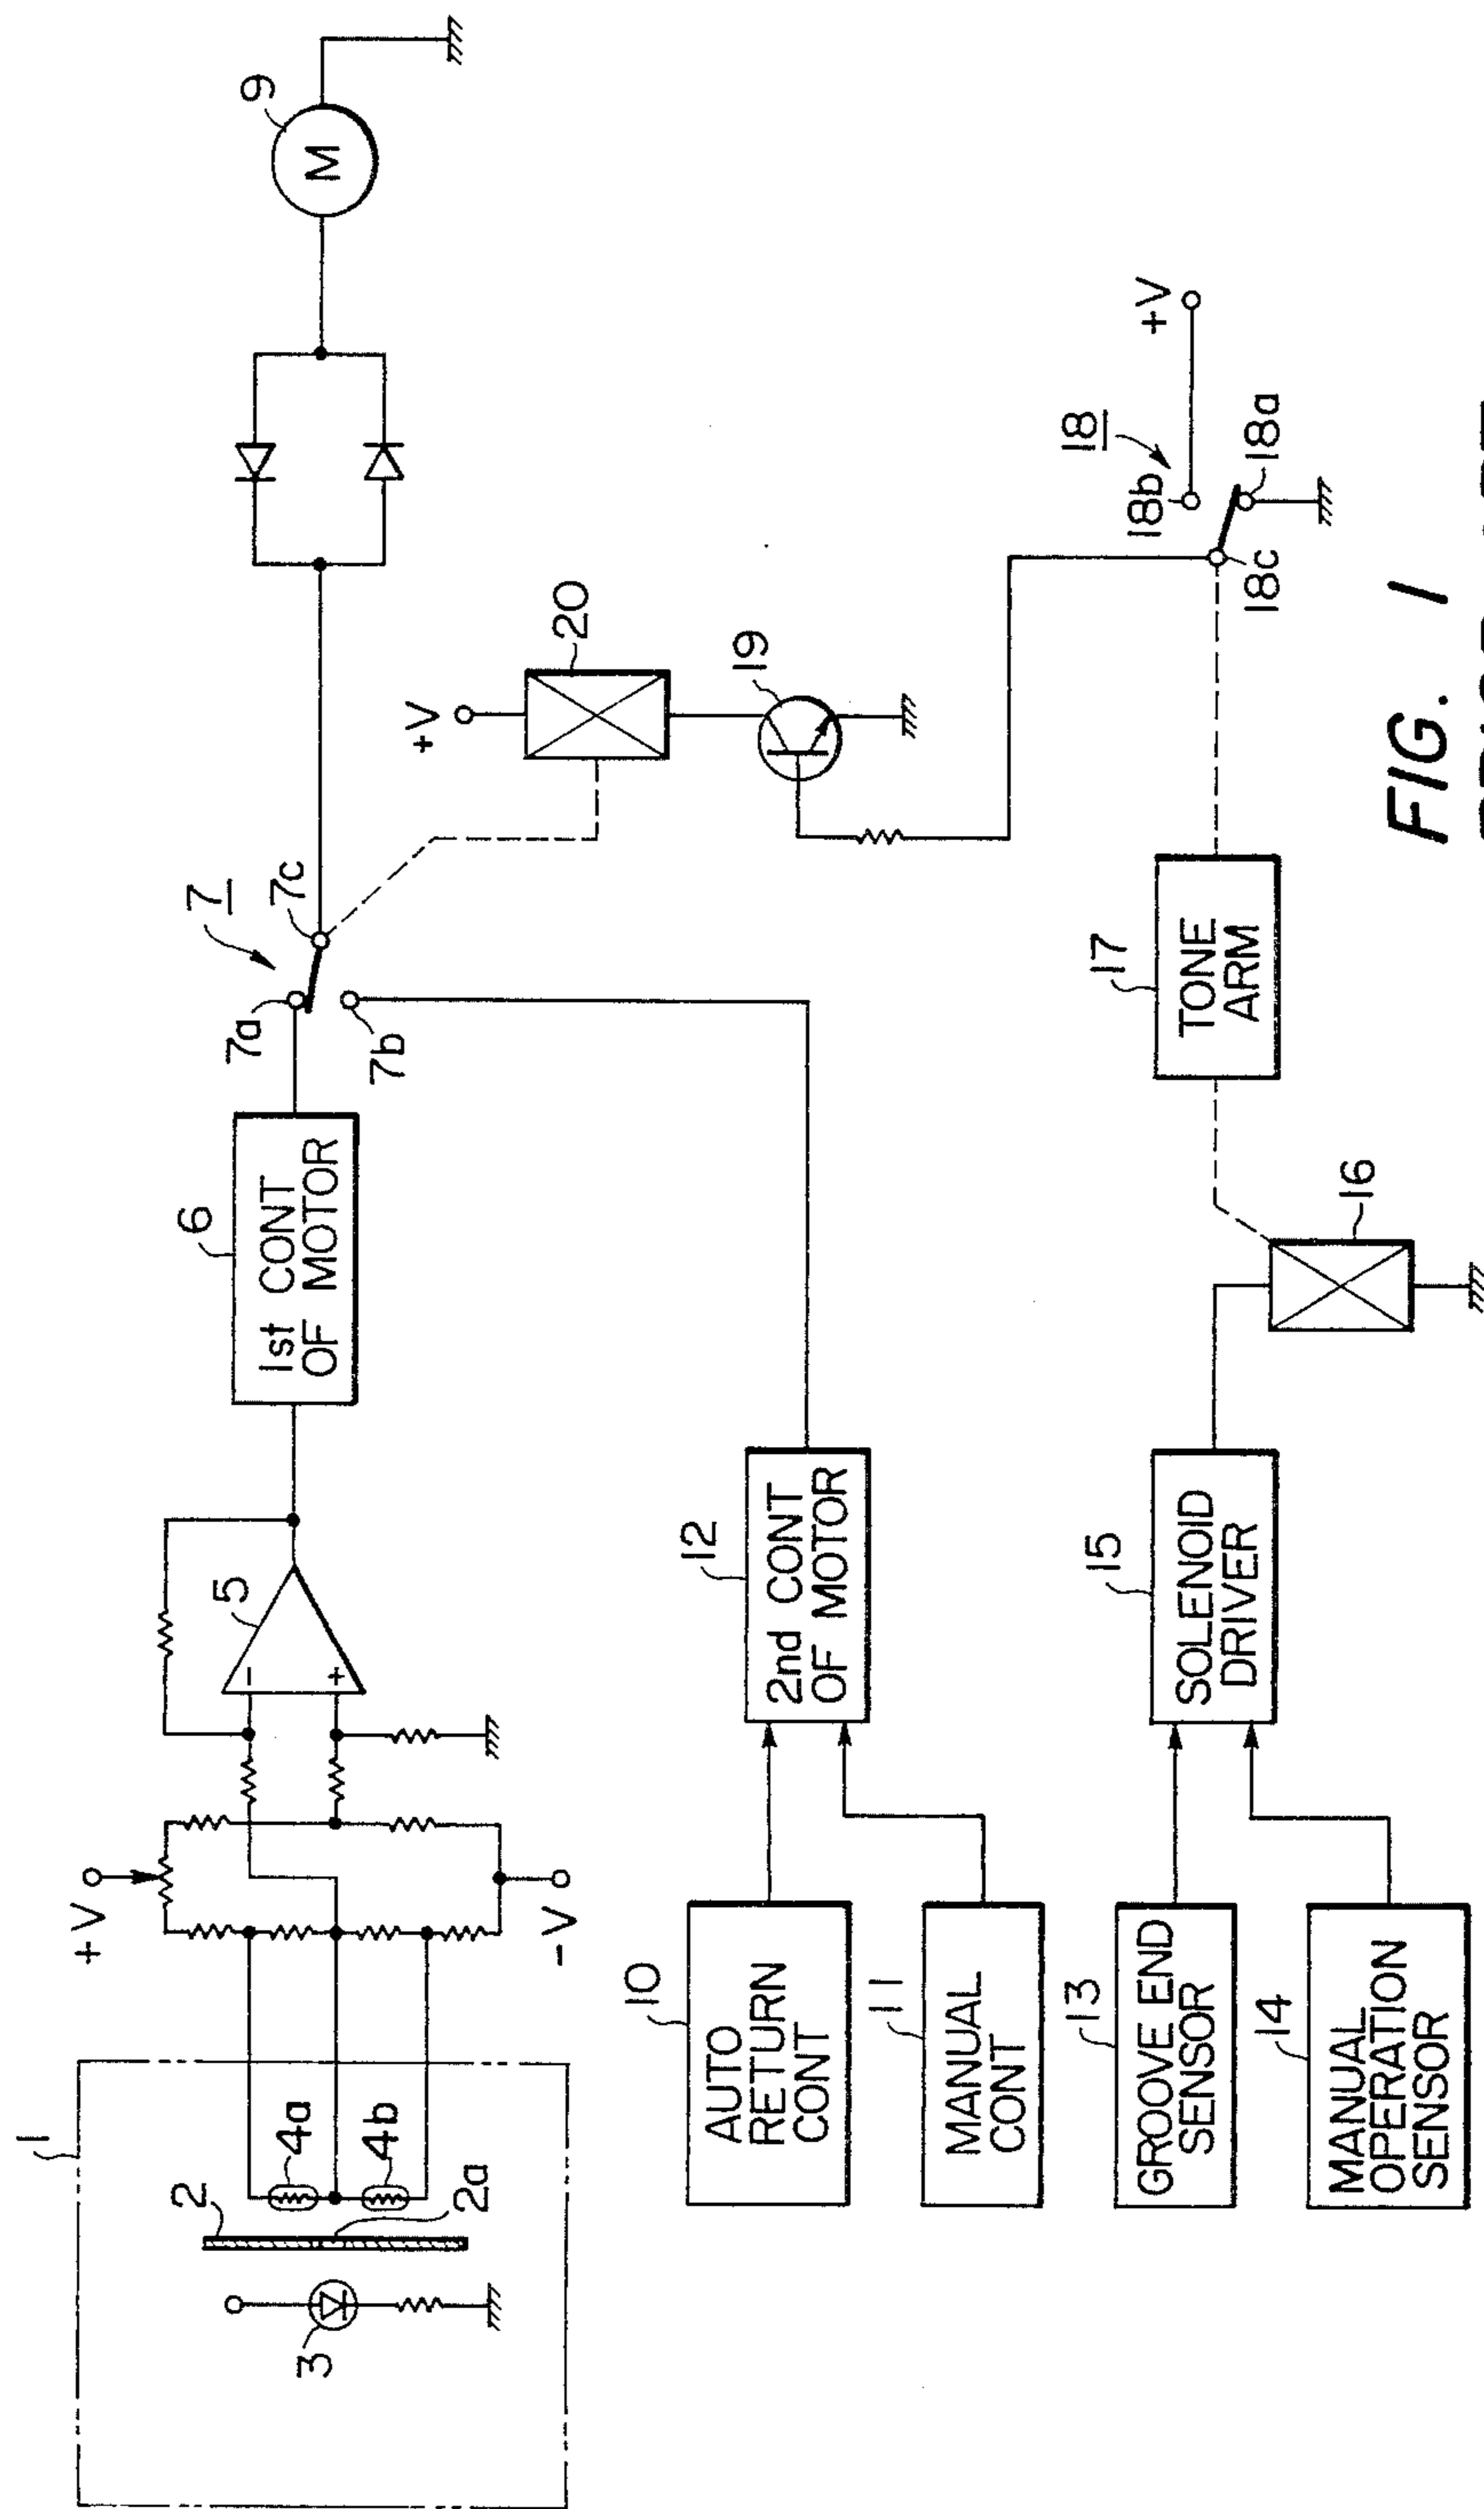 1
2
3
4a
4b
2a
+V
-V
5
-
+
6
1st CONT
OF MOTOR
7
7a
7b
7c
9
M
10
AUTO
RETURN
CONT
11
MANUAL
CONT
12
2nd CONT
OF MOTOR
+V
20
19
13
GROOVE END
SENSOR
14
MANUAL
OPERATION
SENSOR
15
SOLENOID
DRIVER
16
17
TONE
ARM
18
18b
18a
18c
+V
FIG. 1